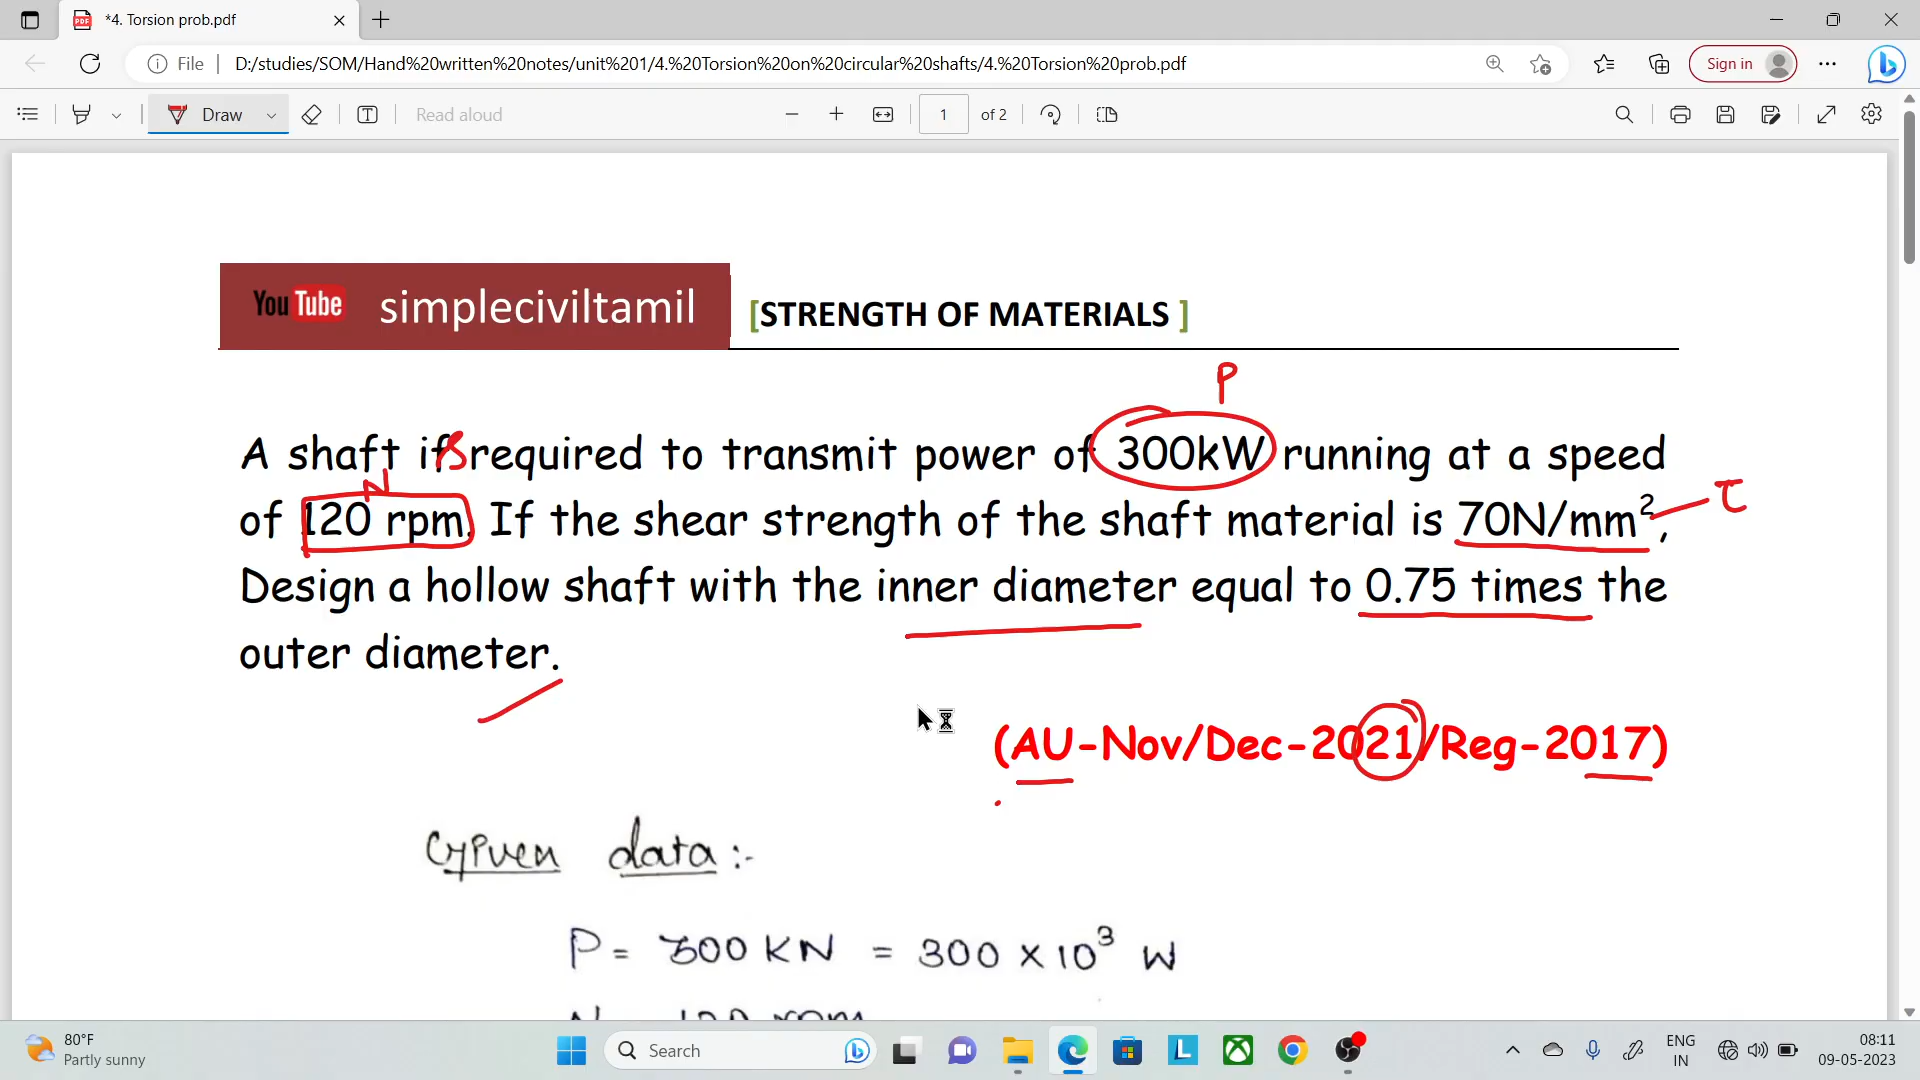 *4. Torsion prob.pdf
File
D:/studies/SOM/Hand%20written%20notes/unit%201/4.%20Torsion%20on%20circular%20shafts/4.%20Torsion%20prob.pdf
Sign in
Draw
Read aloud
1 of 2
YouTube simpleciviltamil [STRENGTH OF MATERIALS ]
P
A shaft if s required to transmit power of 300kW running at a speed
N
of 120 rpm. If the shear strength of the shaft material is 70N/mm², τ
Design a hollow shaft with the inner diameter equal to 0.75 times the
outer diameter.
(AU-Nov/Dec-2021/Reg-2017)
Given data:-
P = 300 KN = 300 × 10³ W
N = 120 rpm
80°F
Partly sunny
Search
ENG
IN
08:11
09-05-2023